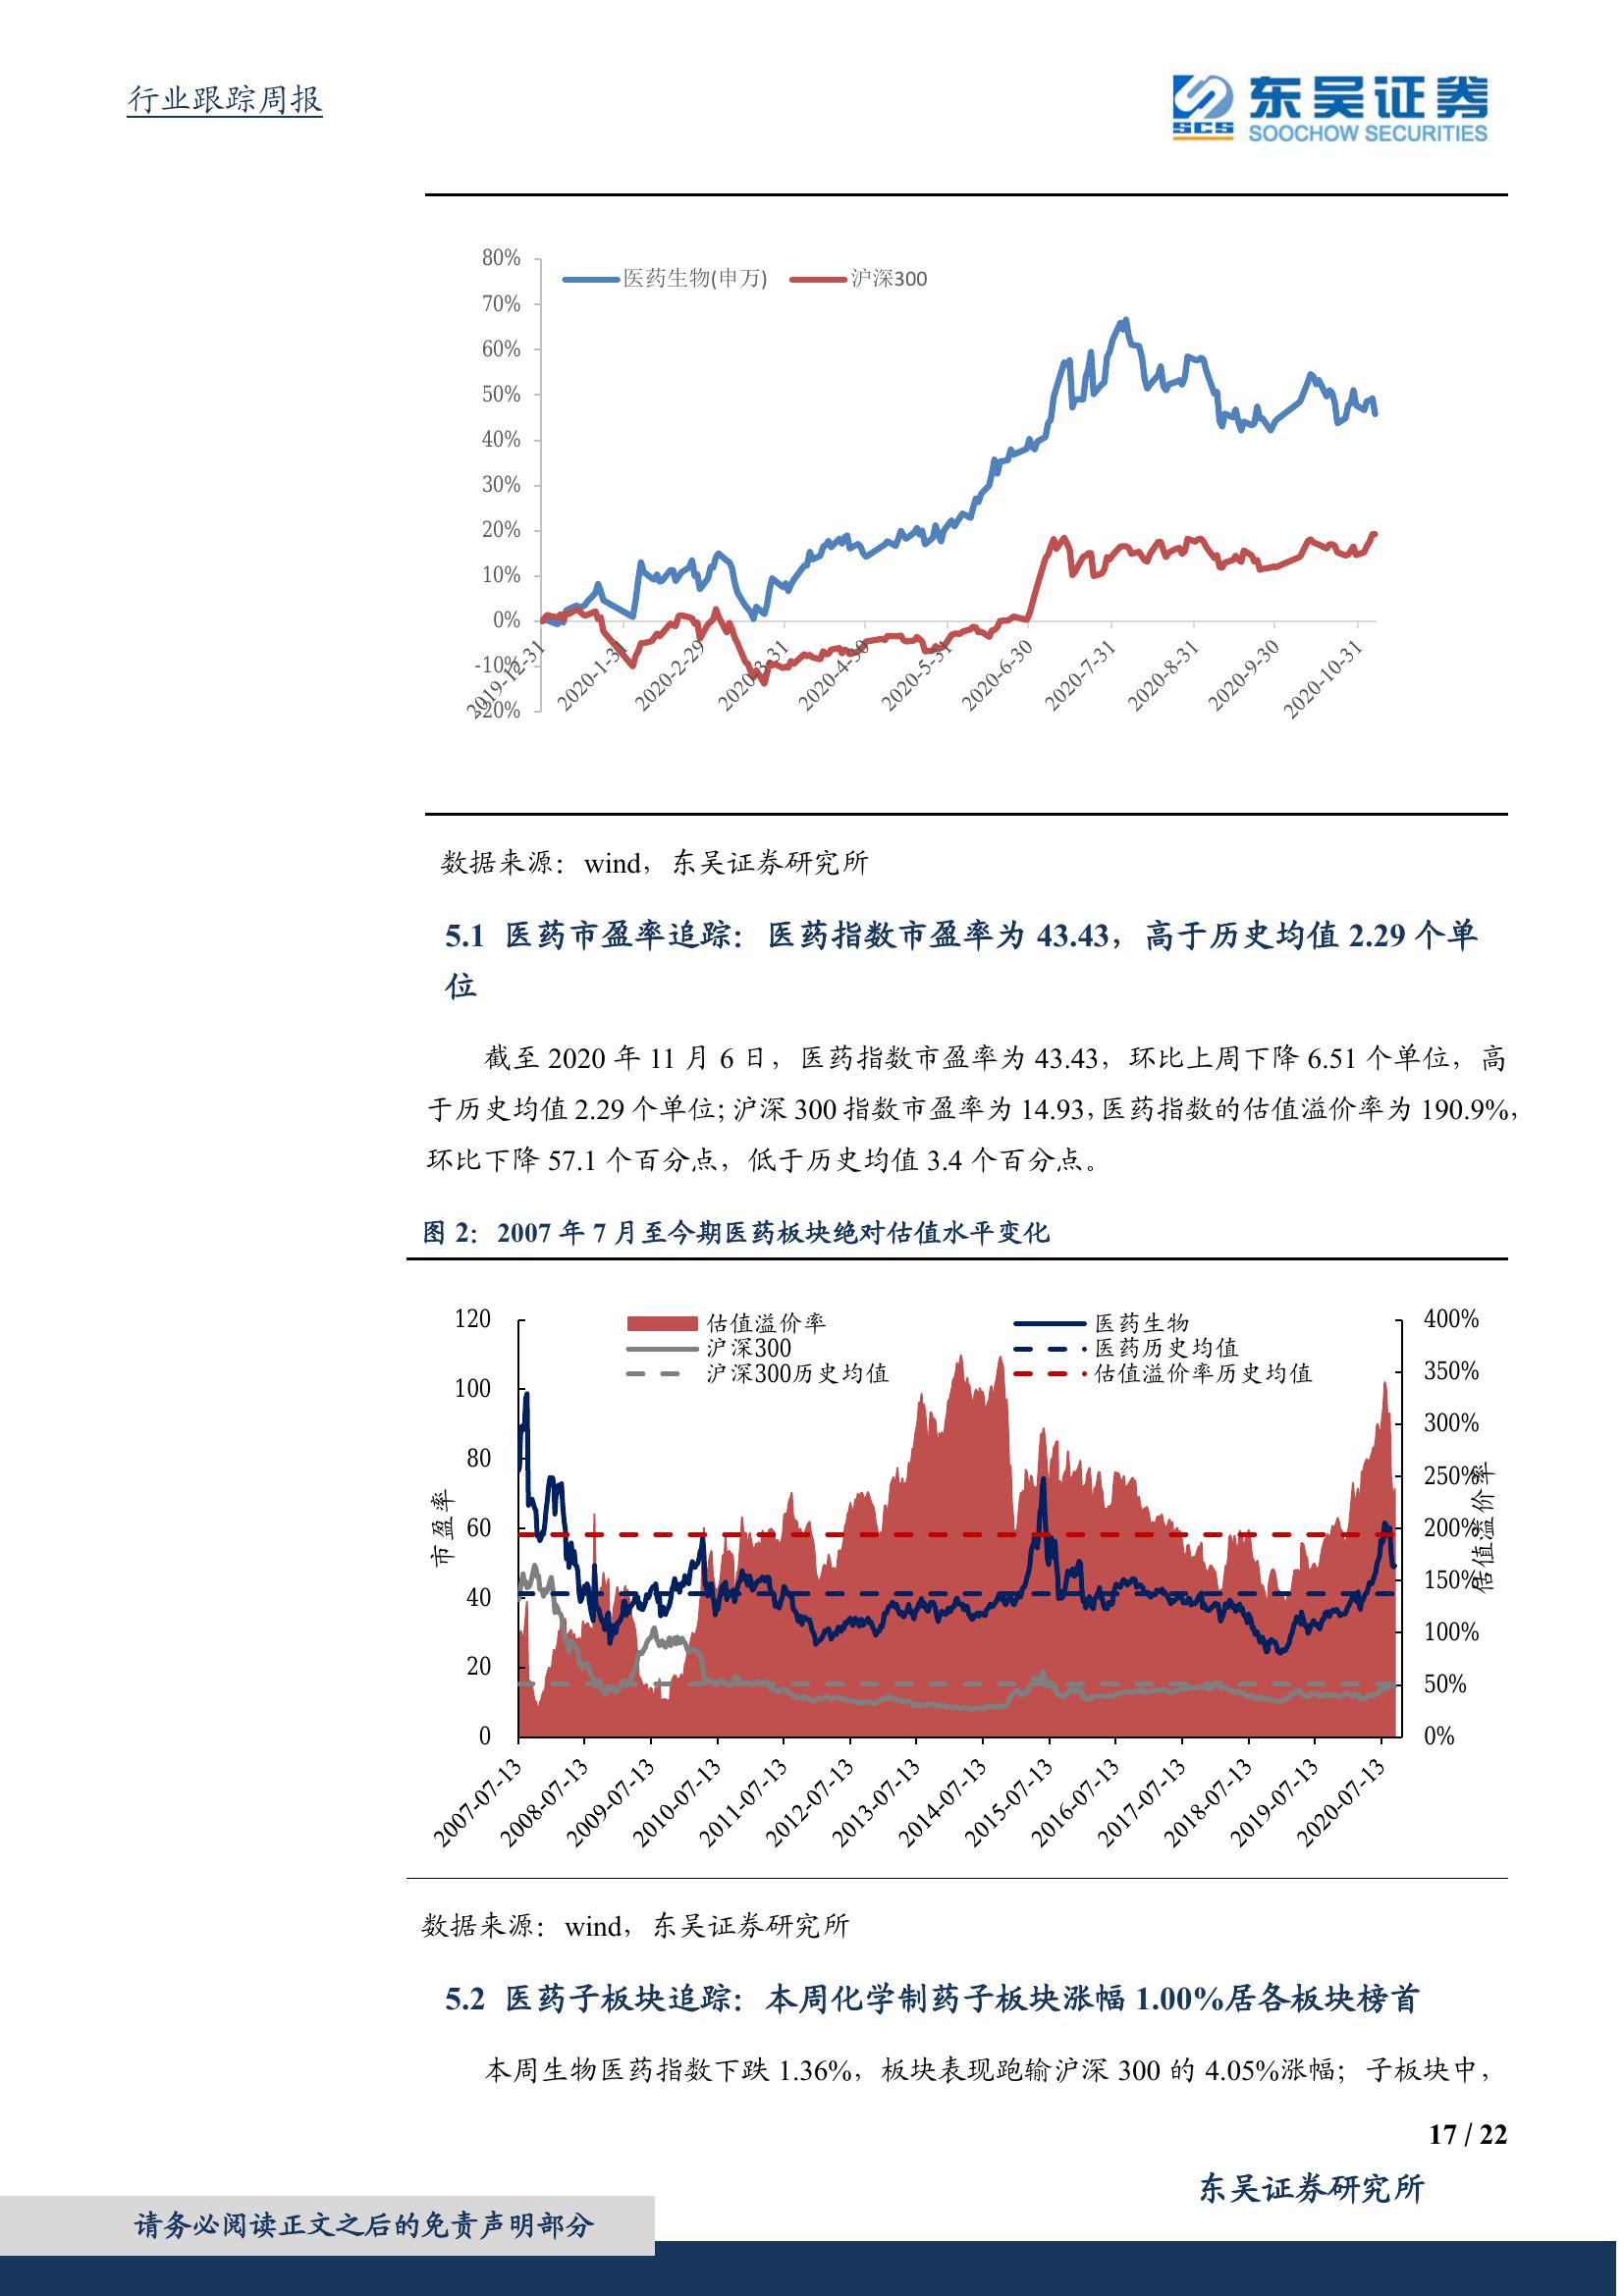 行业跟踪周报
东吴证券
SCS
SOOCHOW SECURITIES
80%
70%
60%
50%
40%
30%
20%
10%
0%
-10%
-20%
医药生物(申万)
沪深300
2019-12-31
2020-1-31
2020-2-29
2020-3-31
2020-4-30
2020-5-31
2020-6-30
2020-7-31
2020-8-31
2020-9-30
2020-10-31
数据来源：wind，东吴证券研究所
5.1 医药市盈率追踪：医药指数市盈率为 43.43，高于历史均值 2.29 个单
位
截至 2020 年 11 月 6 日，医药指数市盈率为 43.43，环比上周下降 6.51 个单位，高
于历史均值 2.29 个单位；沪深 300 指数市盈率为 14.93，医药指数的估值溢价率为 190.9%，
环比下降 57.1 个百分点，低于历史均值 3.4 个百分点。
图 2： 2007 年 7 月至今期医药板块绝对估值水平变化
120
100
80
60
40
20
0
市盈率
估值溢价率
医药生物
沪深300
医药历史均值
沪深300历史均值
估值溢价率历史均值
400%
350%
300%
250%
200%
150%
100%
50%
0%
估值溢价率
2007-07-13
2008-07-13
2009-07-13
2010-07-13
2011-07-13
2012-07-13
2013-07-13
2014-07-13
2015-07-13
2016-07-13
2017-07-13
2018-07-13
2019-07-13
2020-07-13
数据来源：wind，东吴证券研究所
5.2 医药子板块追踪：本周化学制药子板块涨幅 1.00%居各板块榜首
本周生物医药指数下跌 1.36%，板块表现跑输沪深 300 的 4.05%涨幅；子板块中，
17 / 22
东吴证券研究所
请务必阅读正文之后的免责声明部分